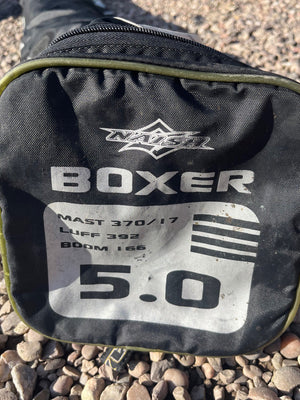 NAISH
BOXER
MAST 370/17
LUFF 392
BOOM 166
5.0